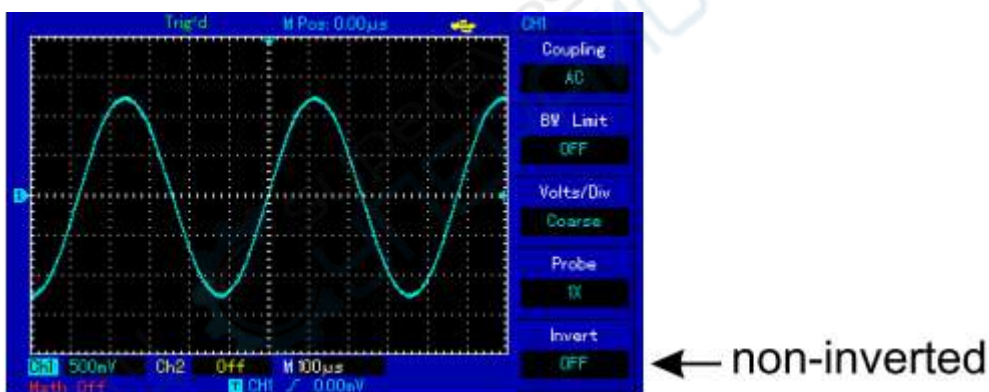 Trig'd M Pos: 0.00µs CH1
Coupling
AC
BW Limit
OFF
Volts/Div
Coarse
Probe
1X
Invert
OFF
non-inverted
CH1 500mV Ch2 Off M 100µs
Math Off T CH1 0.00mV